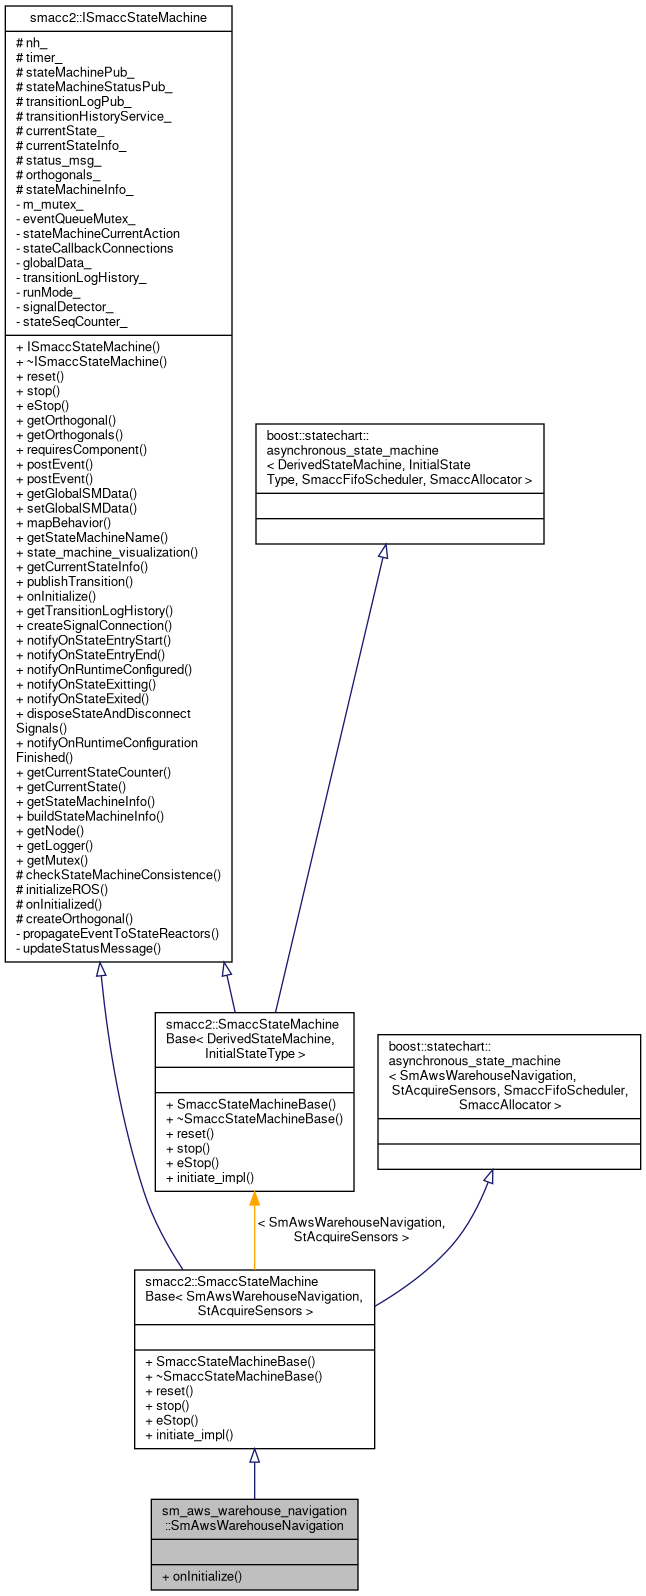 smacc2::ISmaccStateMachine
# nh_
# timer_
# stateMachinePub_
# stateMachineStatusPub_
# transitionLogPub_
# transitionHistoryService_
# currentState_
# currentStateInfo_
# status_msg_
# orthogonals_
# stateMachineInfo_
- m_mutex_
- eventQueueMutex_
- stateMachineCurrentAction
- stateCallbackConnections
- globalData_
- transitionLogHistory_
- runMode_
- signalDetector_
- stateSeqCounter_
+ ISmaccStateMachine()
+ ~ISmaccStateMachine()
+ reset()
+ stop()
+ eStop()
+ getOrthogonal()
+ getOrthogonals()
+ requiresComponent()
+ postEvent()
+ postEvent()
+ getGlobalSMData()
+ setGlobalSMData()
+ mapBehavior()
+ getStateMachineName()
+ state_machine_visualization()
+ getCurrentStateInfo()
+ publishTransition()
+ onInitialize()
+ getTransitionLogHistory()
+ createSignalConnection()
+ notifyOnStateEntryStart()
+ notifyOnStateEntryEnd()
+ notifyOnRuntimeConfigured()
+ notifyOnStateExitting()
+ notifyOnStateExited()
+ disposeStateAndDisconnect
Signals()
+ notifyOnRuntimeConfiguration
Finished()
+ getCurrentStateCounter()
+ getCurrentState()
+ getStateMachineInfo()
+ buildStateMachineInfo()
+ getNode()
+ getLogger()
+ getMutex()
# checkStateMachineConsistence()
# initializeROS()
# onInitialized()
# createOrthogonal()
- propagateEventToStateReactors()
- updateStatusMessage()
boost::statechart::
asynchronous_state_machine
< DerivedStateMachine, InitialState
Type, SmaccFifoScheduler, SmaccAllocator >
smacc2::SmaccStateMachine
Base< DerivedStateMachine,
InitialStateType >
+ SmaccStateMachineBase()
+ ~SmaccStateMachineBase()
+ reset()
+ stop()
+ eStop()
+ initiate_impl()
boost::statechart::
asynchronous_state_machine
< SmAwsWarehouseNavigation,
StAcquireSensors, SmaccFifoScheduler,
SmaccAllocator >
< SmAwsWarehouseNavigation,
StAcquireSensors >
smacc2::SmaccStateMachine
Base< SmAwsWarehouseNavigation,
StAcquireSensors >
+ SmaccStateMachineBase()
+ ~SmaccStateMachineBase()
+ reset()
+ stop()
+ eStop()
+ initiate_impl()
sm_aws_warehouse_navigation
::SmAwsWarehouseNavigation
+ onInitialize()